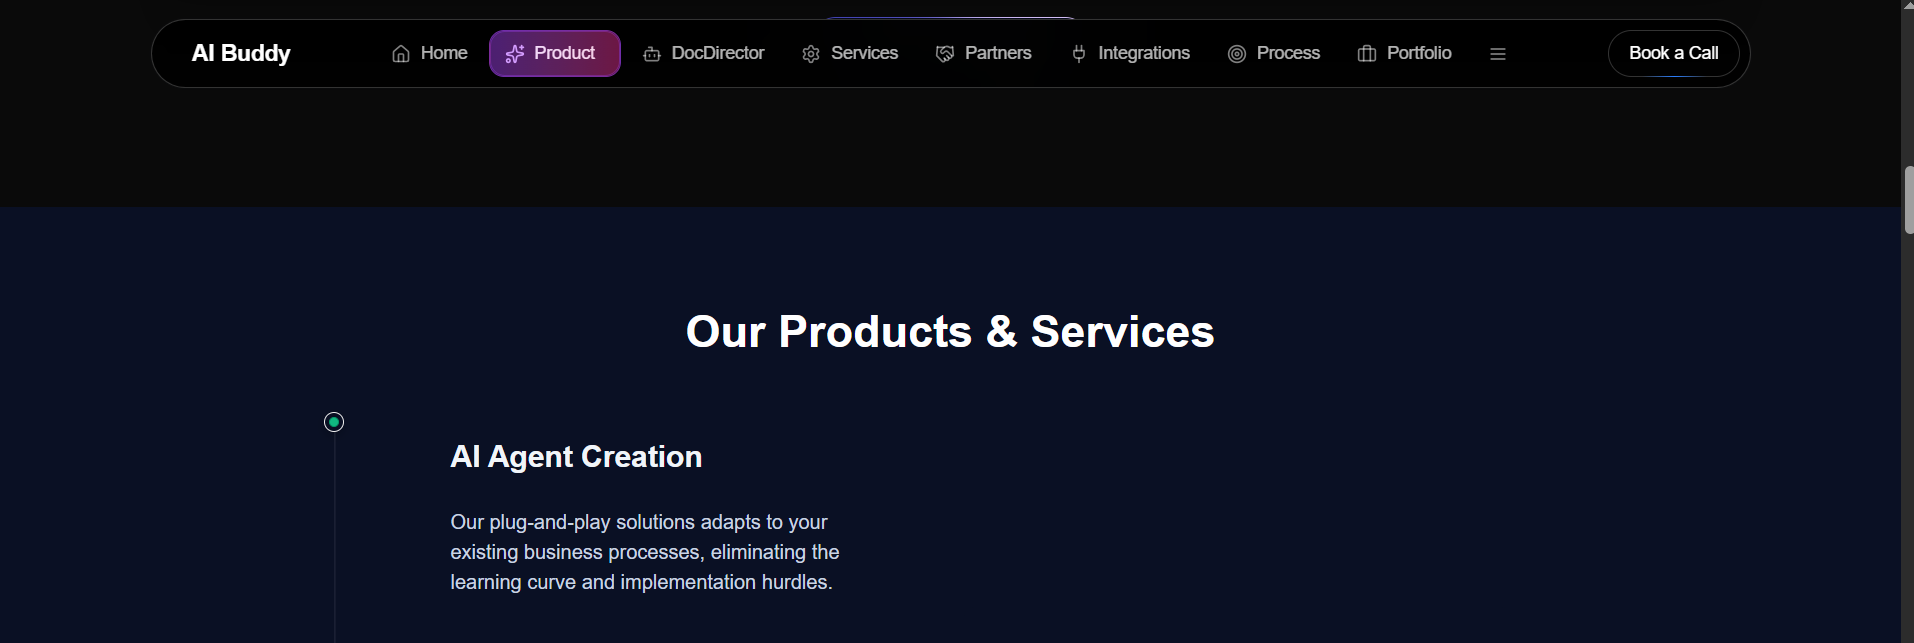 AI Buddy
Home
Product
DocDirector
Services
Partners
Integrations
Process
Portfolio
Book a Call
Our Products & Services
AI Agent Creation
Our plug-and-play solutions adapts to your
existing business processes, eliminating the
learning curve and implementation hurdles.